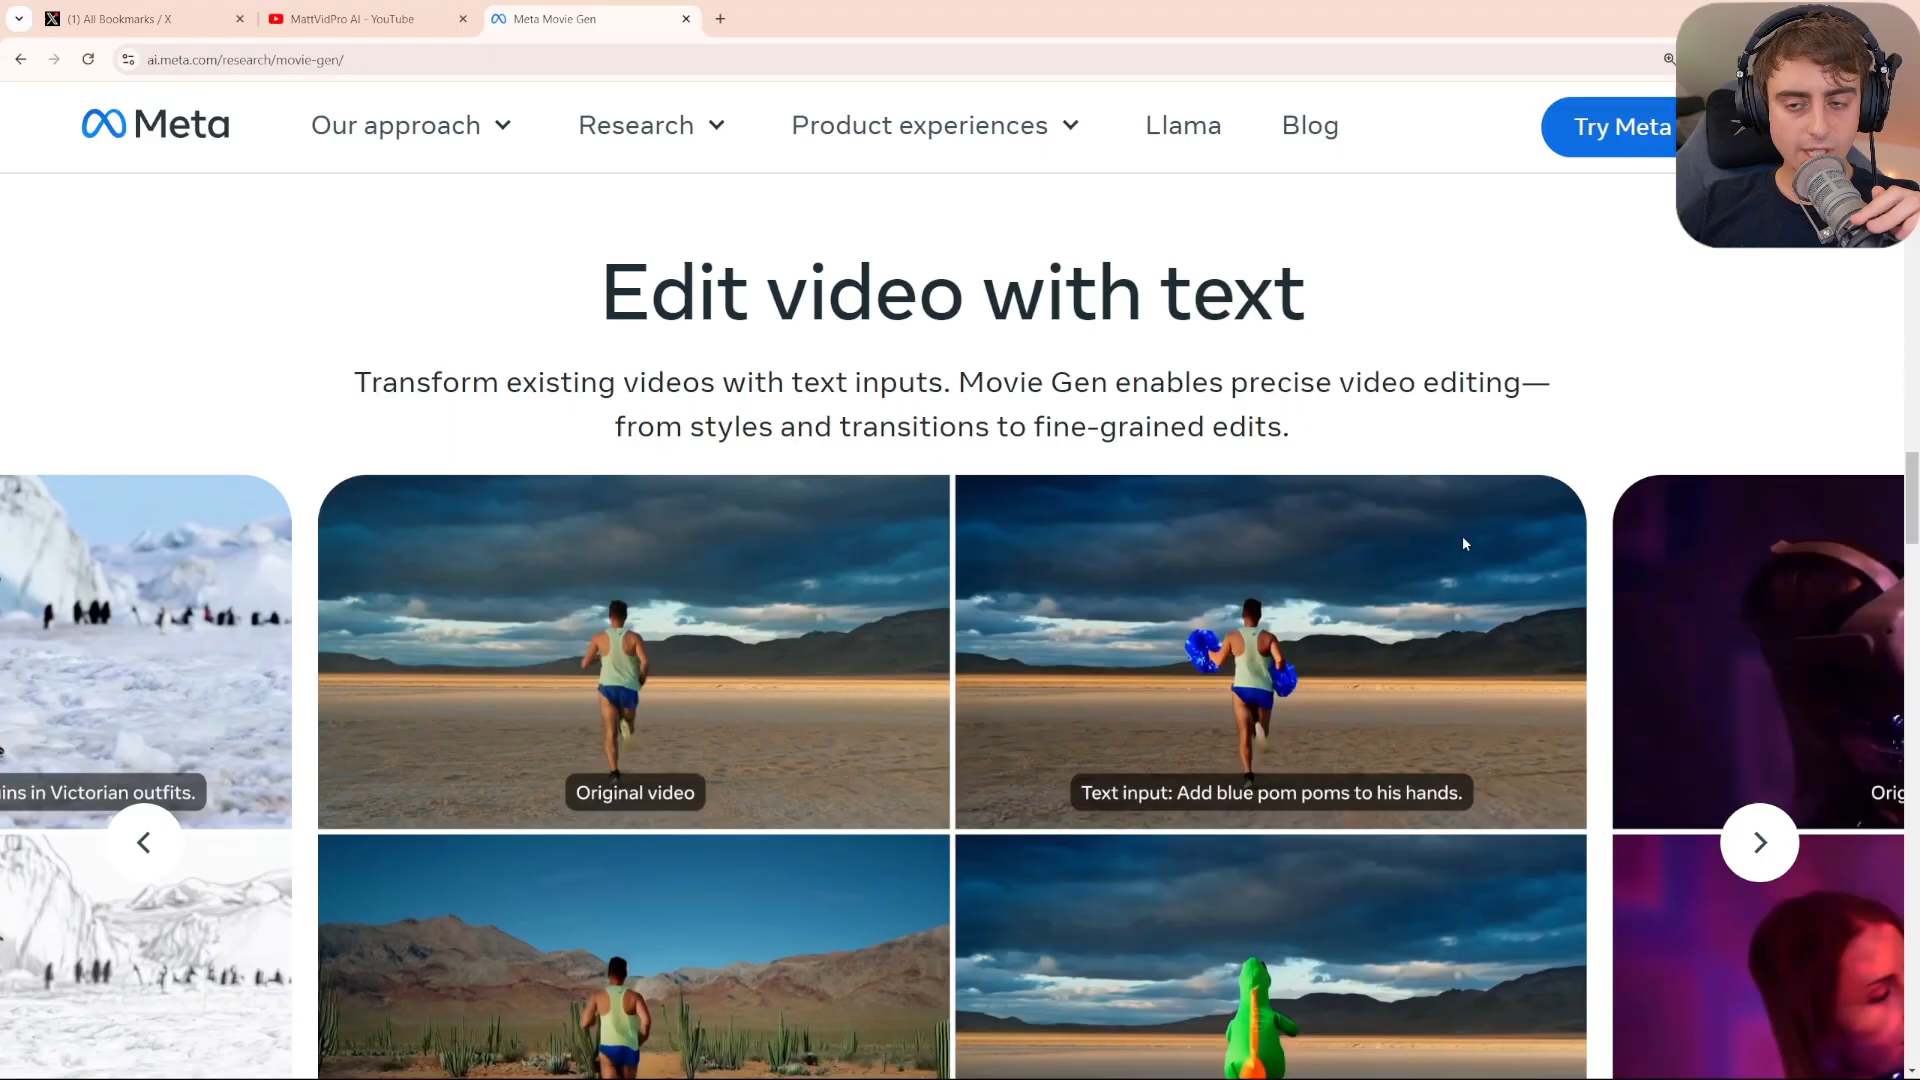 (1) All Bookmarks / X
MattVidPro AI - YouTube
Meta Movie Gen
ai.meta.com/research/movie-gen/
Meta
Our approach
Research
Product experiences
Llama
Blog
Try Meta
Edit video with text
Transform existing videos with text inputs. Movie Gen enables precise video editing—
from styles and transitions to fine-grained edits.
ins in Victorian outfits.
Original video
Text input: Add blue pom poms to his hands.
Orig